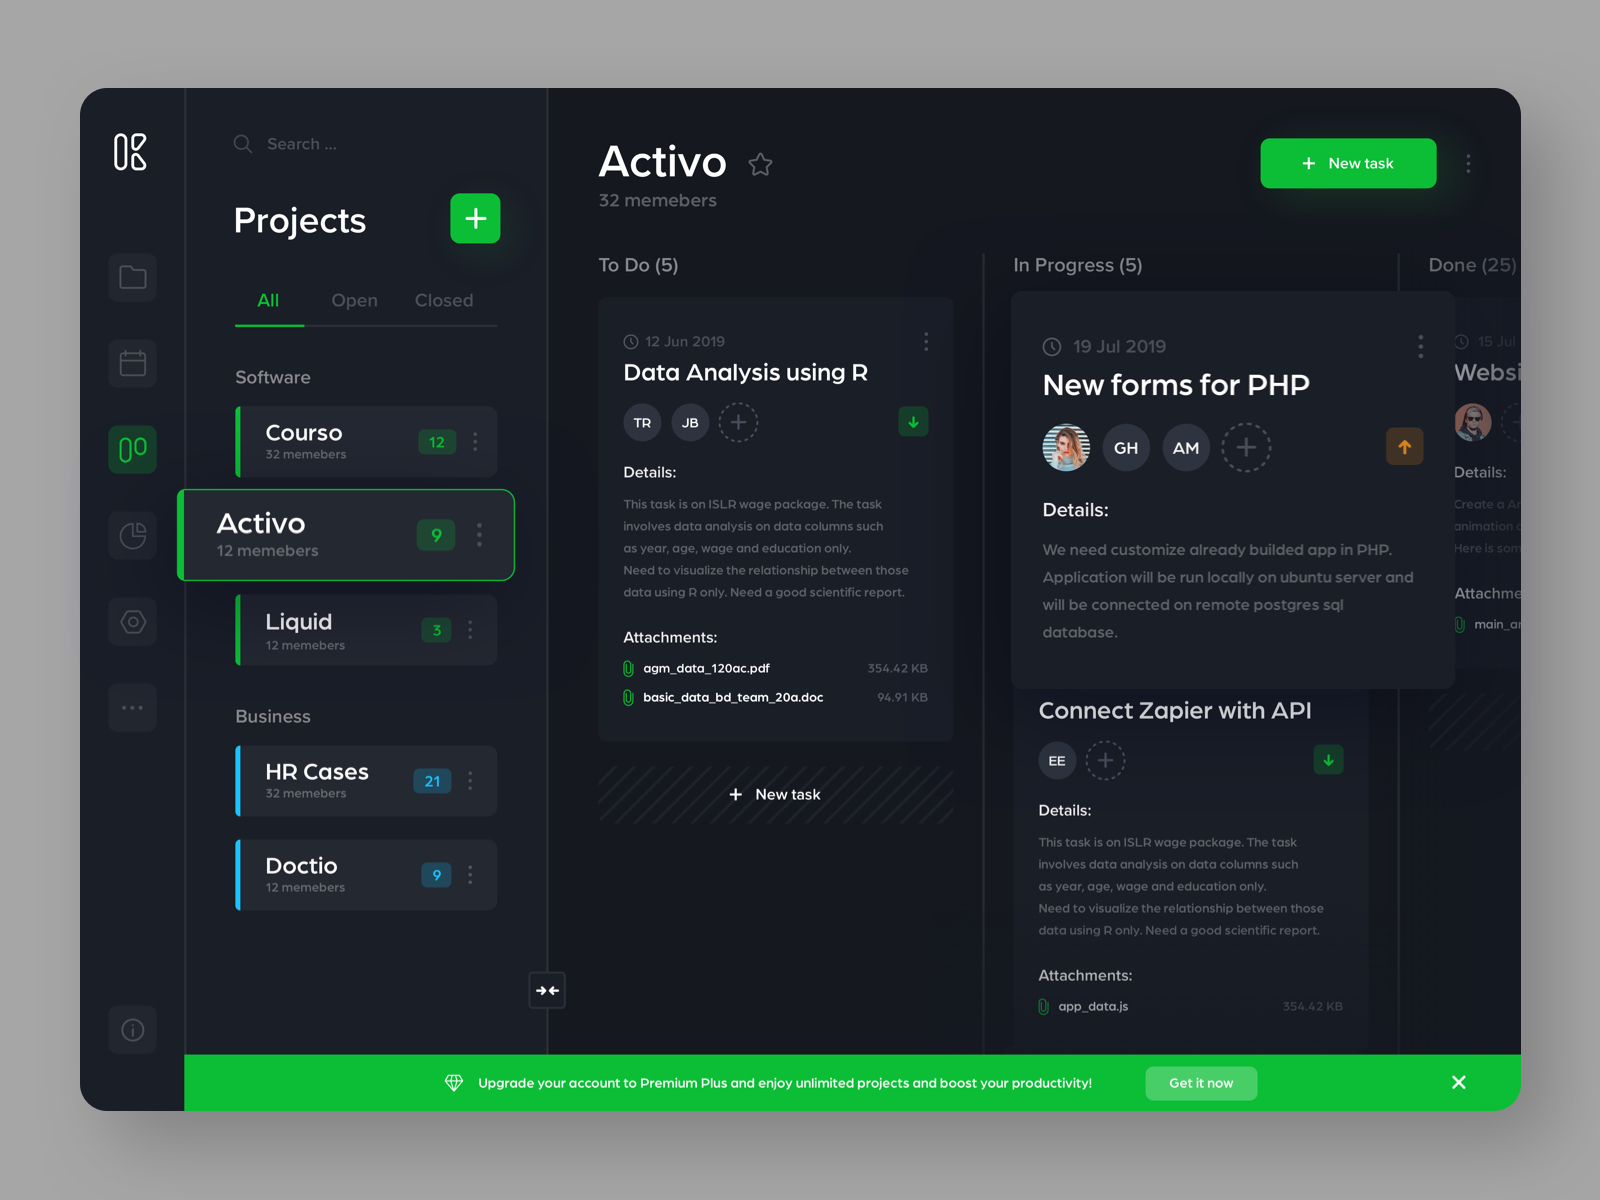 Search ...
Projects
All Open Closed
Software
Courso
32 memebers
12
Activo
12 memebers
9
Liquid
12 memebers
3
Business
HR Cases
32 memebers
21
Doctio
12 memebers
9
Activo
32 memebers
+ New task
To Do (5)
12 Jun 2019
Data Analysis using R
TR JB
Details:
This task is on ISLR wage package. The task
involves data analysis on data columns such
as year, age, wage and education only.
Need to visualize the relationship between those
data using R only. Need a good scientific report.
Attachments:
agm_data_120ac.pdf 354.42 KB
basic_data_bd_team_20a.doc 94.91 KB
+ New task
In Progress (5)
19 Jul 2019
New forms for PHP
GH AM
Details:
We need customize already builded app in PHP.
Application will be run locally on ubuntu server and
will be connected on remote postgres sql
database.
Connect Zapier with API
EE
Details:
This task is on ISLR wage package. The task
involves data analysis on data columns such
as year, age, wage and education only.
Need to visualize the relationship between those
data using R only. Need a good scientific report.
Attachments:
app_data.js 354.42 KB
Done (25)
15 Jul
Websi
Details:
Create a Ar
animation
Here is som
Attachme
main_ar
Upgrade your account to Premium Plus and enjoy unlimited projects and boost your productivity!
Get it now